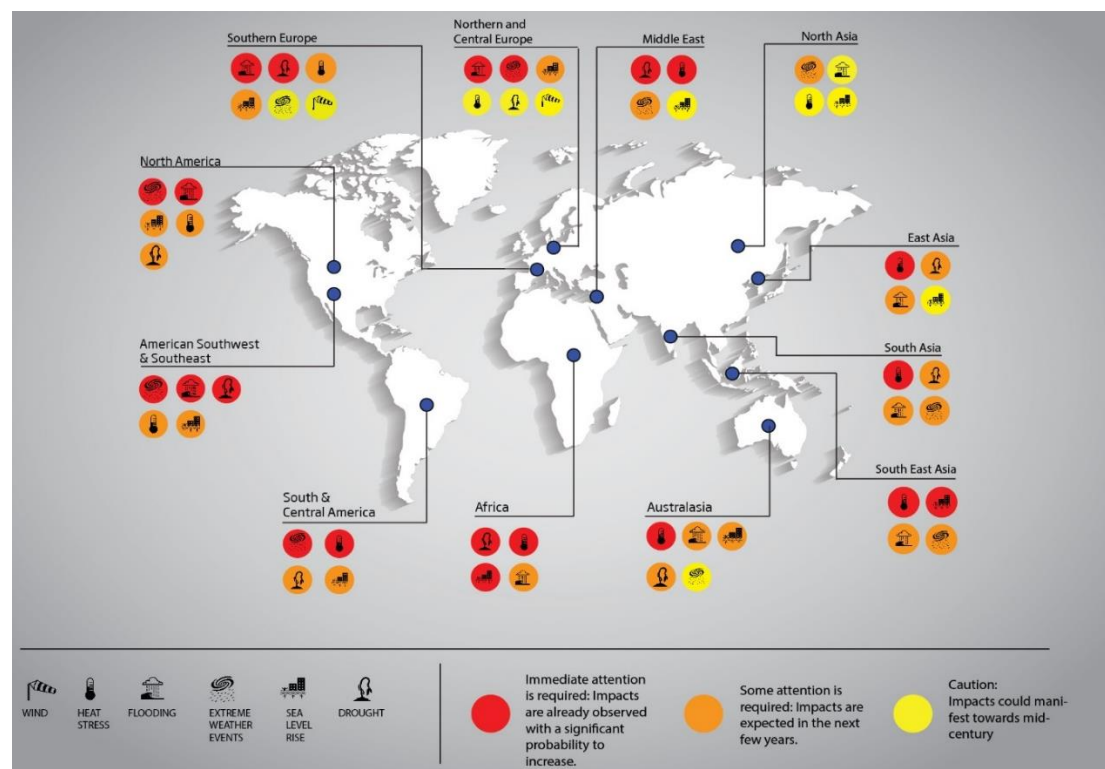 Southern Europe
Northern and
Central Europe
Middle East
North Asia
North America
East Asia
American Southwest
& Southeast
South Asia
South East Asia
South &
Central America
Africa
Australasia
WIND
HEAT
STRESS
FLOODING
EXTREME
WEATHER
EVENTS
SEA
LEVEL
RISE
DROUGHT
Immediate attention
is required: Impacts
are already observed
with a significant
probability to
increase.
Some attention is
required: Impacts are
expected in the next
few years.
Caution:
Impacts could mani-
fest towards mid-
century